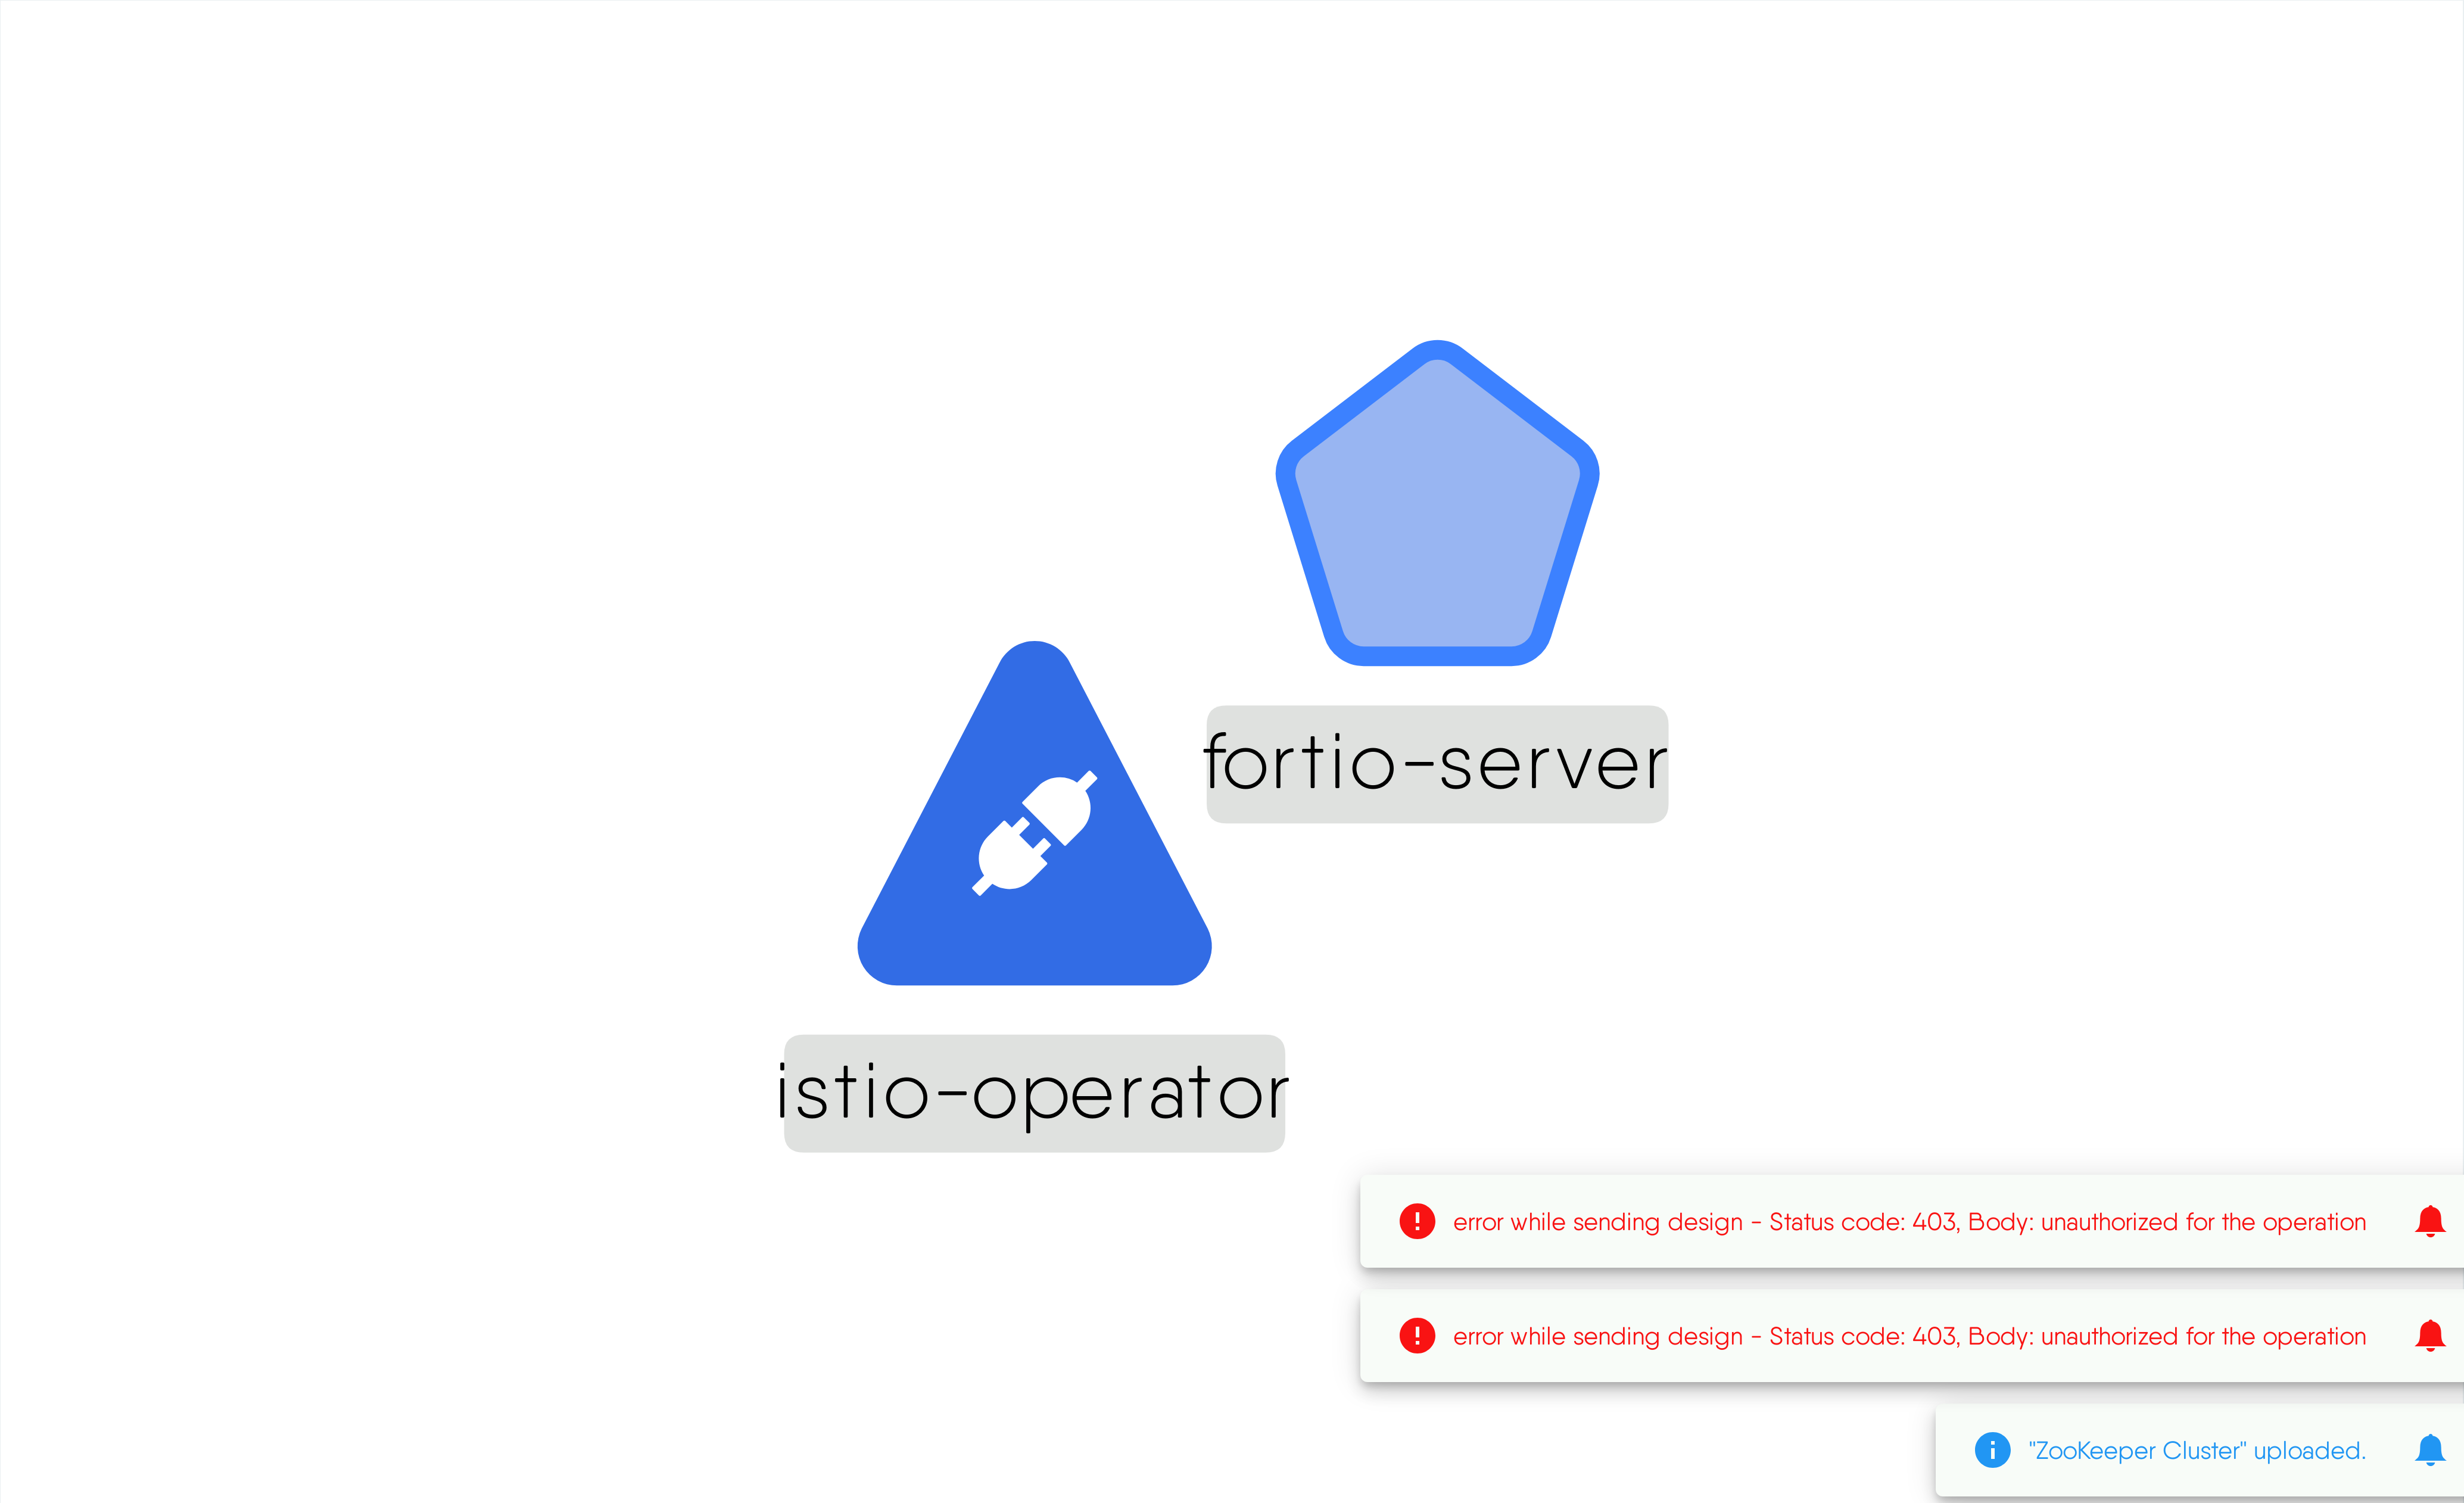 fortio-server
istio-operator
error while sending design - Status code: 403, Body: unauthorized for the operation
error while sending design - Status code: 403, Body: unauthorized for the operation
"ZooKeeper Cluster" uploaded.